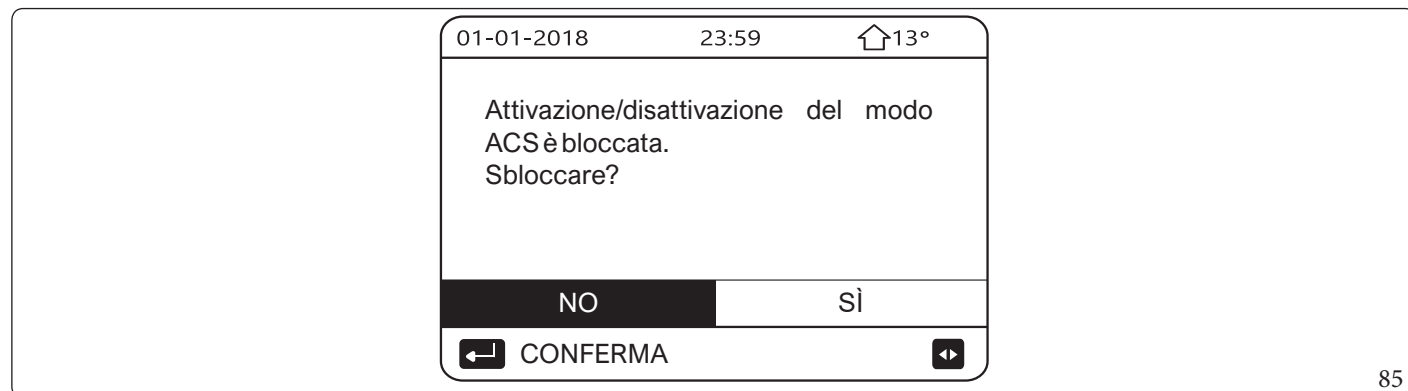 01-01-2018 23:59 13°
Attivazione/disattivazione del modo
ACS è bloccata.
Sbloccare?
NO SÌ
CONFERMA
85